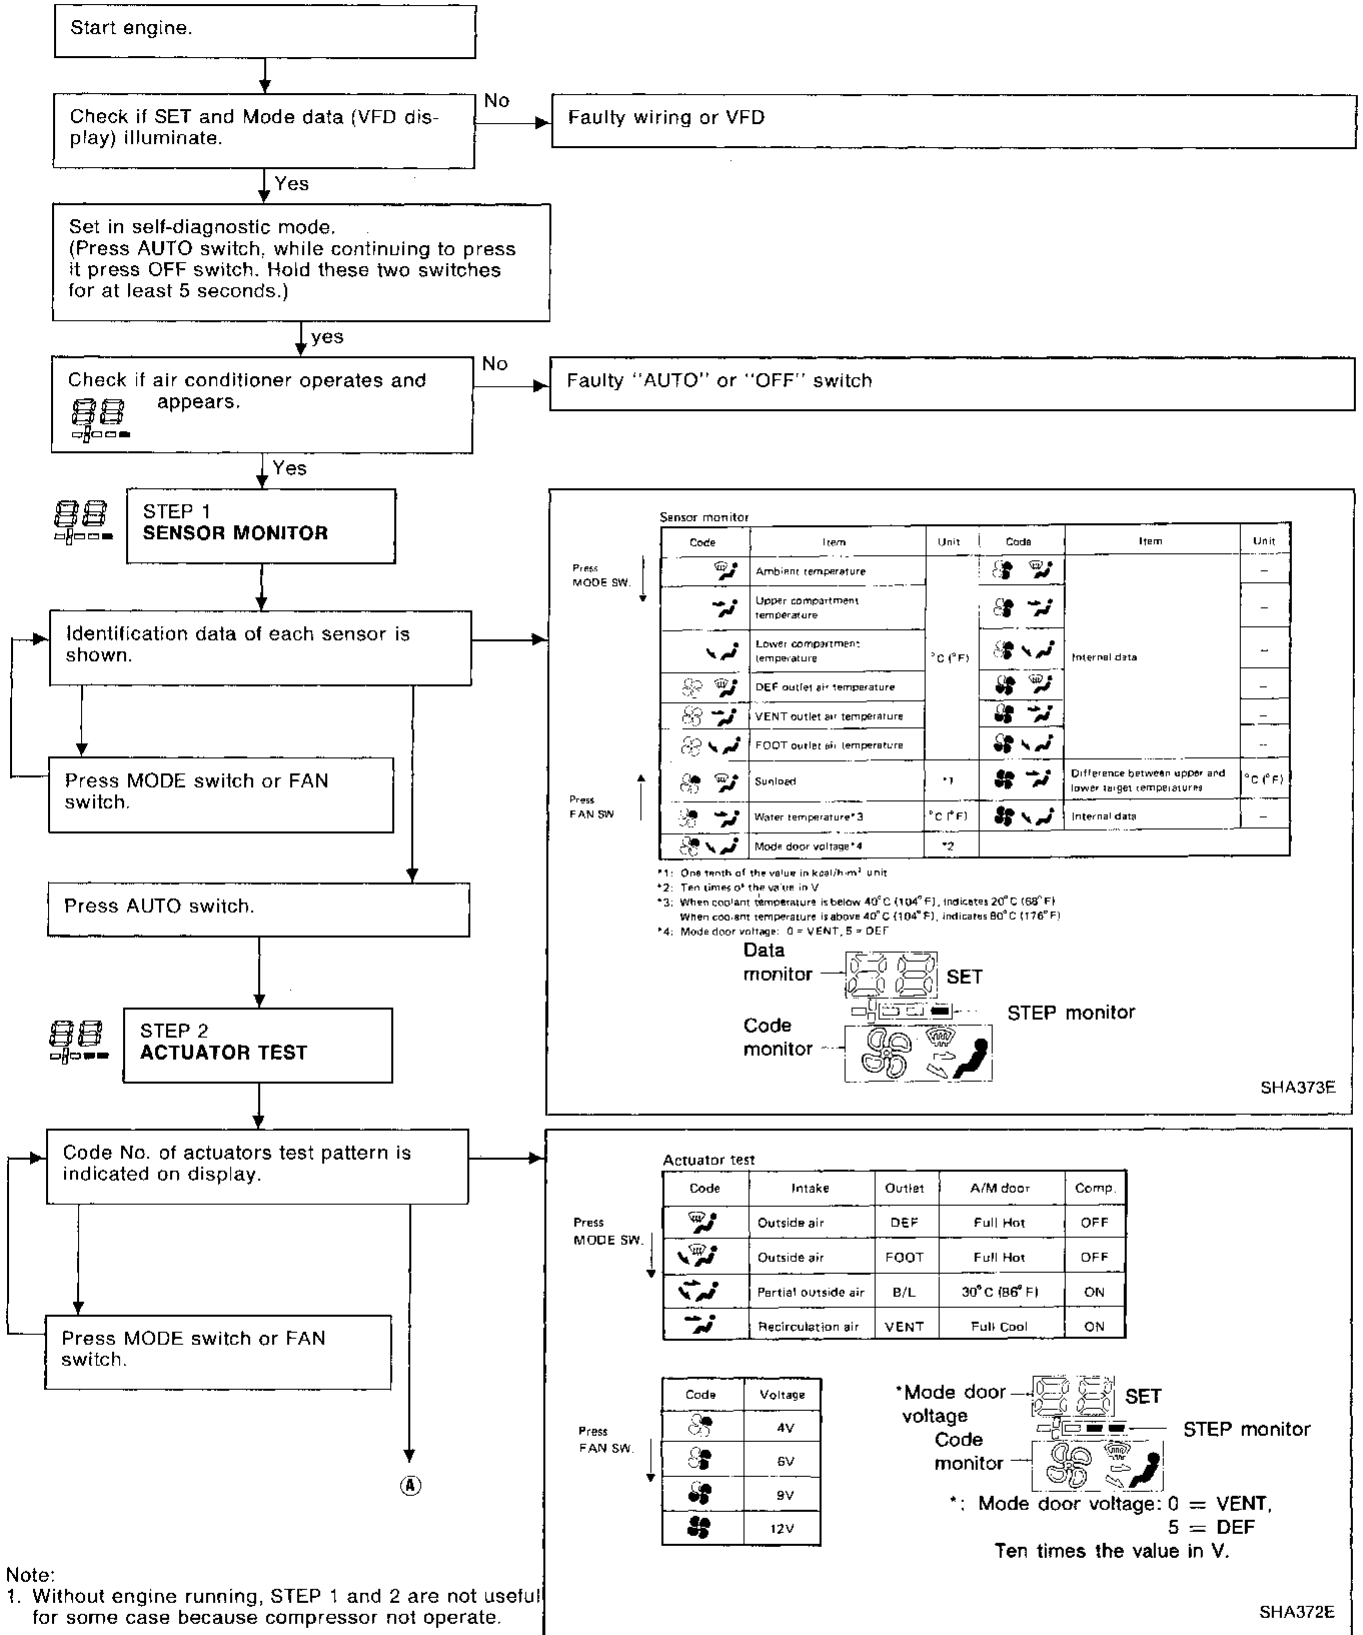 Start engine.
Check if SET and Mode data (VFD dis-
play) illuminate.
No
Faulty wiring or VFD
Yes
Set in self-diagnostic mode.
(Press AUTO switch, while continuing to press
it press OFF switch. Hold these two switches
for at least 5 seconds.)
yes
Check if air conditioner operates and
appears.
No
Faulty "AUTO" or "OFF" switch
Yes
STEP 1
SENSOR MONITOR
Identification data of each sensor is
shown.
Press MODE switch or FAN
switch.
Press AUTO switch.
Sensor monitor
Code Item Unit Code Item Unit
Press
MODE SW.
Ambient temperature –
Upper compartment
temperature –
Lower compartment
temperature °C (°F) Internal data –
DEF outlet air temperature –
VENT outlet air temperature –
FOOT outlet air temperature –
Press
FAN SW
Sunload *1 Difference between upper and
lower target temperatures °C (°F)
Water temperature*3 °C (°F) Internal data –
Mode door voltage*4 *2
*1: One tenth of the value in kcal/h·m² unit
*2: Ten times of the value in V
*3: When coolant temperature is below 40°C (104°F), indicates 20°C (68°F)
When coolant temperature is above 40°C (104°F), indicates 80°C (176°F)
*4: Mode door voltage: 0 = VENT, 5 = DEF
Data
monitor
SET
STEP monitor
Code
monitor
SHA373E
STEP 2
ACTUATOR TEST
Code No. of actuators test pattern is
indicated on display.
Press MODE switch or FAN
switch.
A
Actuator test
Code Intake Outlet A/M door Comp.
Press
MODE SW.
Outside air DEF Full Hot OFF
Outside air FOOT Full Hot OFF
Partial outside air B/L 30°C (86°F) ON
Recirculation air VENT Full Cool ON
Code Voltage
Press
FAN SW.
4V
6V
9V
12V
*Mode door
voltage
SET
STEP monitor
Code
monitor
*: Mode door voltage: 0 = VENT,
5 = DEF
Ten times the value in V.
SHA372E
Note:
1. Without engine running, STEP 1 and 2 are not useful
for some case because compressor not operate.